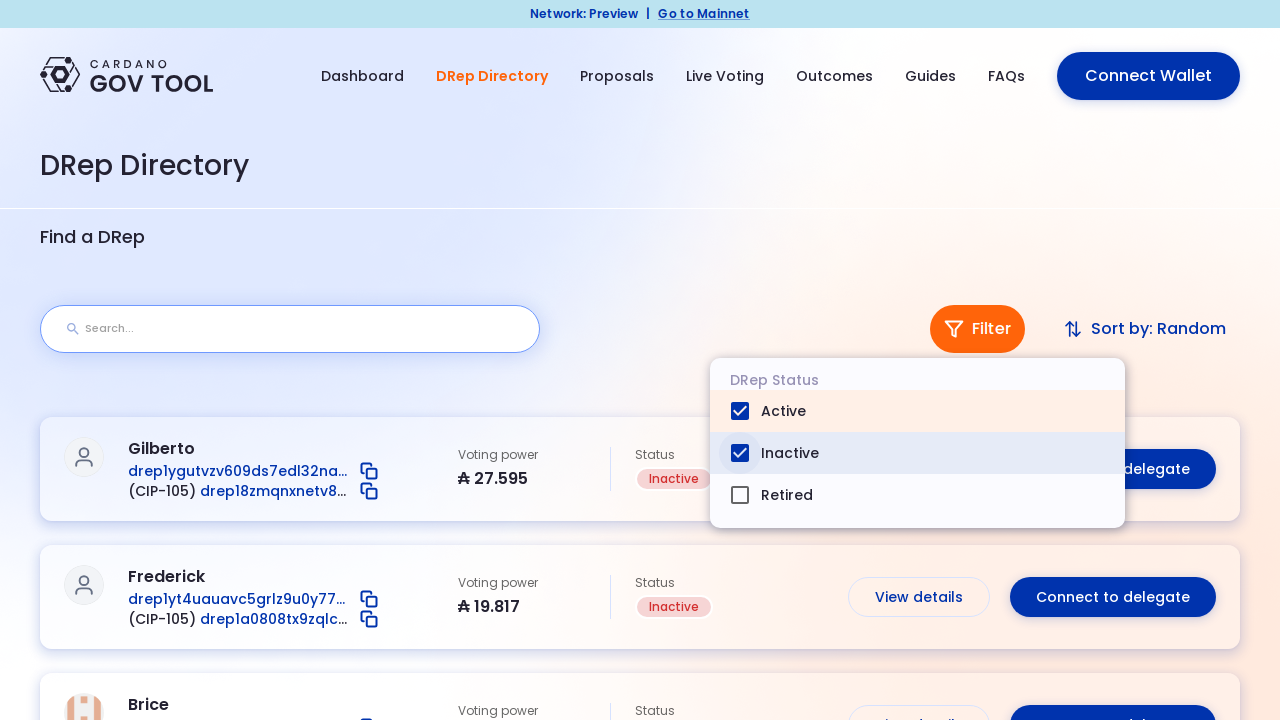 Network: Preview | Go to Mainnet
CARDANO
GOV TOOL
Dashboard
DRep Directory
Proposals
Live Voting
Outcomes
Guides
FAQs
Connect Wallet
DRep Directory
Find a DRep
Search...
Filter
Sort by: Random
DRep Status
Active
Inactive
Retired
Gilberto
drep1ygutvzv609ds7edl32na...
(CIP-105) drep18zmqnxnetv8...
Voting power
₳ 27.595
Status
Inactive
delegate
Frederick
drep1yt4uauavc5grlz9u0y77...
(CIP-105) drep1a0808tx9zqlc...
Voting power
₳ 19.817
Status
Inactive
View details
Connect to delegate
Brice
Voting power
Status